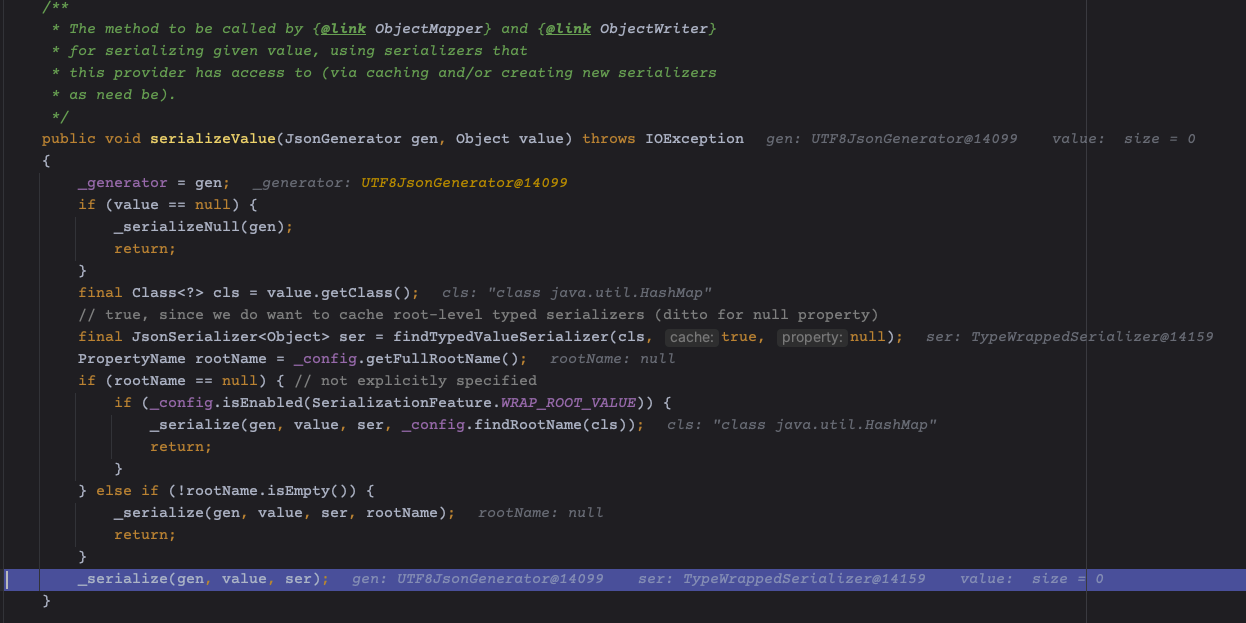 /**
 * The method to be called by {@link ObjectMapper} and {@link ObjectWriter}
 * for serializing given value, using serializers that
 * this provider has access to (via caching and/or creating new serializers
 * as need be).
 */
public void serializeValue(JsonGenerator gen, Object value) throws IOException   gen: UTF8JsonGenerator@14099    value:  size = 0
{
    _generator = gen;   _generator: UTF8JsonGenerator@14099
    if (value == null) {
        _serializeNull(gen);
        return;
    }
    final Class<?> cls = value.getClass();   cls: "class java.util.HashMap"
    // true, since we do want to cache root-level typed serializers (ditto for null property)
    final JsonSerializer<Object> ser = findTypedValueSerializer(cls, cache: true, property: null);   ser: TypeWrappedSerializer@14159
    PropertyName rootName = _config.getFullRootName();   rootName: null
    if (rootName == null) { // not explicitly specified
        if (_config.isEnabled(SerializationFeature.WRAP_ROOT_VALUE)) {
            _serialize(gen, value, ser, _config.findRootName(cls));   cls: "class java.util.HashMap"
            return;
        }
    } else if (!rootName.isEmpty()) {
        _serialize(gen, value, ser, rootName);   rootName: null
        return;
    }
    _serialize(gen, value, ser);   gen: UTF8JsonGenerator@14099    ser: TypeWrappedSerializer@14159    value:  size = 0
}